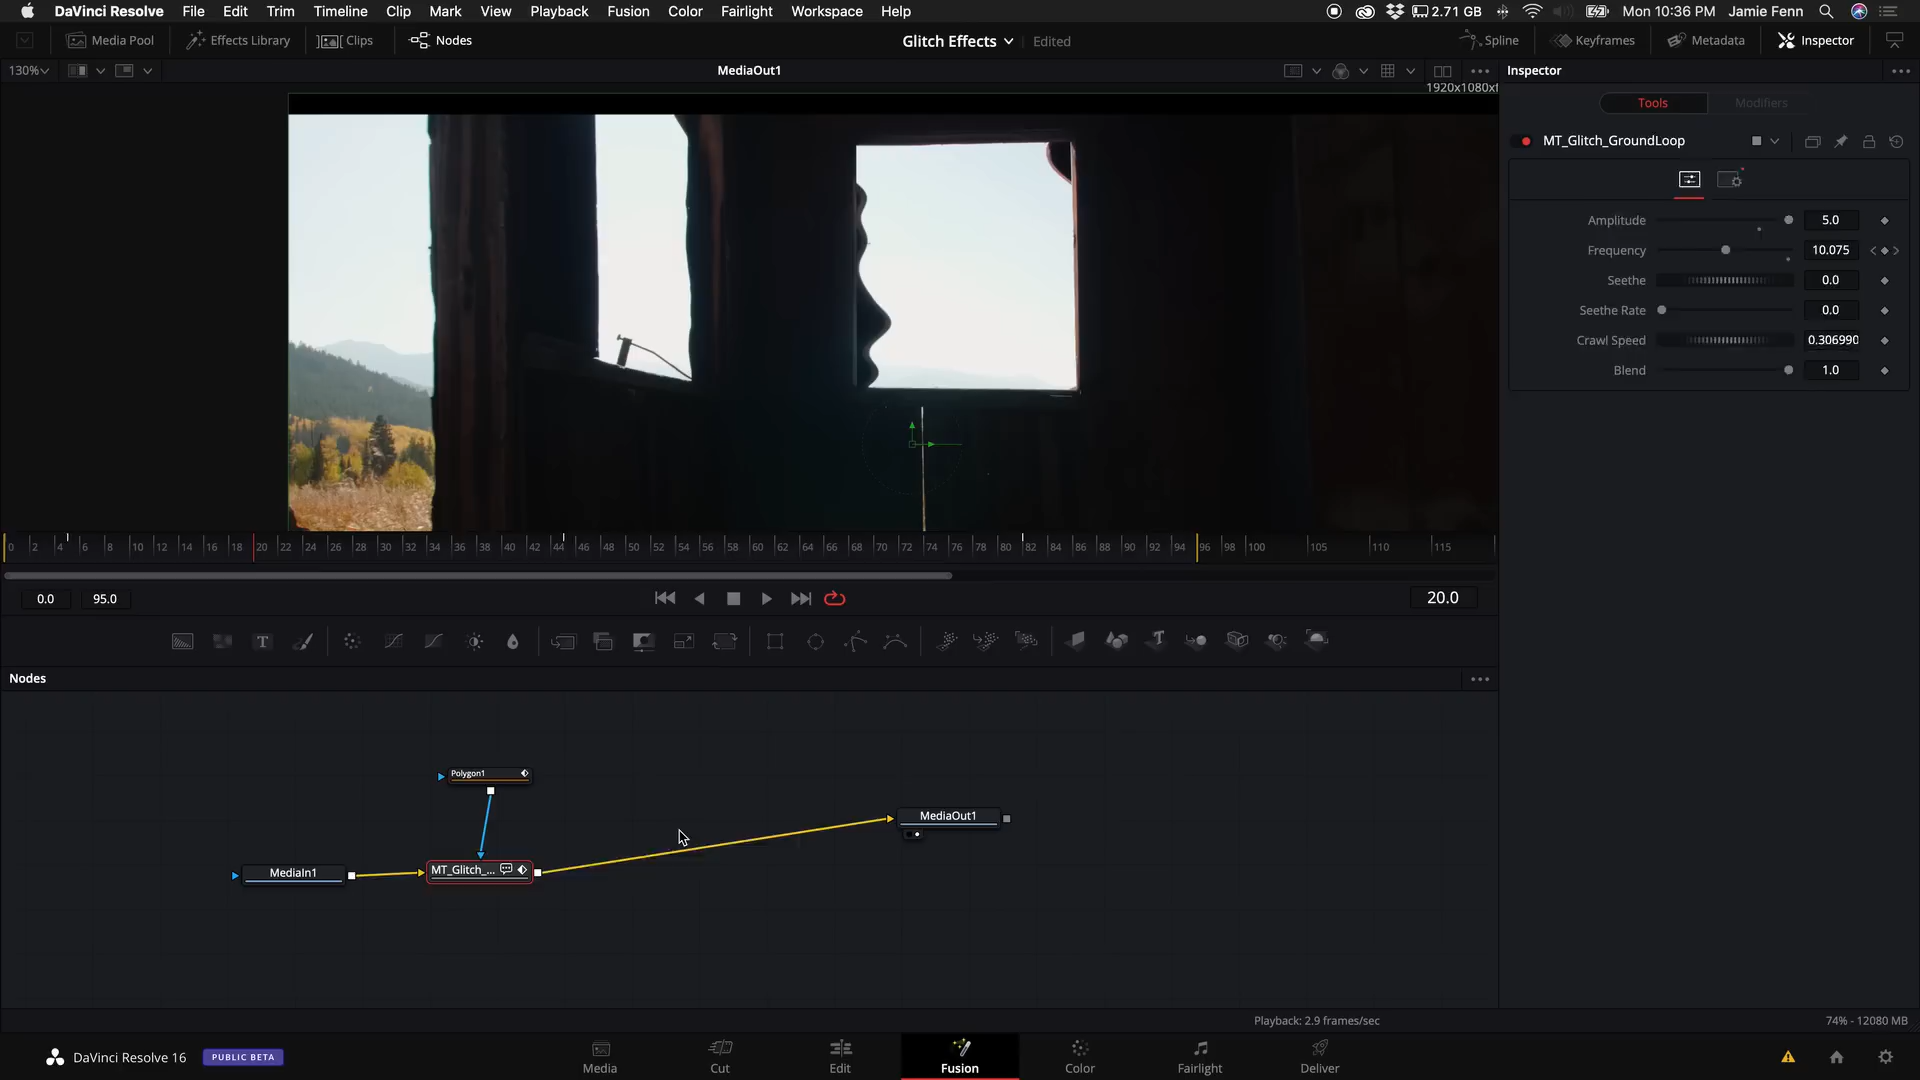 DaVinci Resolve File Edit Trim Timeline Clip Mark View Playback Fusion Color Fairlight Workspace Help 2.71 GB Mon 10:36 PM Jamie Fenn
Media Pool Effects Library Clips Nodes Glitch Effects Edited Spline Keyframes Metadata Inspector
130% MediaOut1 Inspector
1920x1080xf
Tools Modifiers
MT_Glitch_GroundLoop
Amplitude 5.0
Frequency 10.075
Seethe 0.0
Seethe Rate 0.0
Crawl Speed 0.306990
Blend 1.0
0 2 4 6 8 10 12 14 16 18 20 22 24 26 28 30 32 34 36 38 40 42 44 46 48 50 52 54 56 58 60 62 64 66 68 70 72 74 76 78 80 82 84 86 88 90 92 94 96 98 100 105 110 115
0.0 95.0 20.0
T
Nodes
Polygon1
MediaOut1
MediaIn1 MT_Glitch_...
Playback: 2.9 frames/sec 74% - 12080 MB
DaVinci Resolve 16 PUBLIC BETA Media Cut Edit Fusion Color Fairlight Deliver